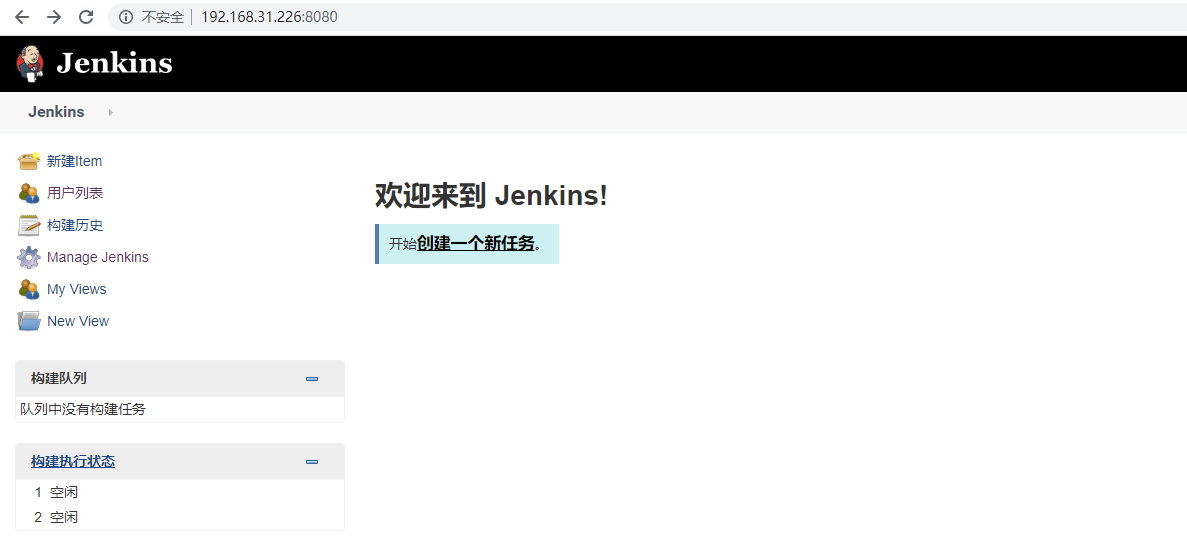 不安全 192.168.31.226:8080
Jenkins
Jenkins
新建Item
用户列表
构建历史
Manage Jenkins
My Views
New View
欢迎来到 Jenkins!
开始创建一个新任务。
构建队列
队列中没有构建任务
构建执行状态
1 空闲
2 空闲